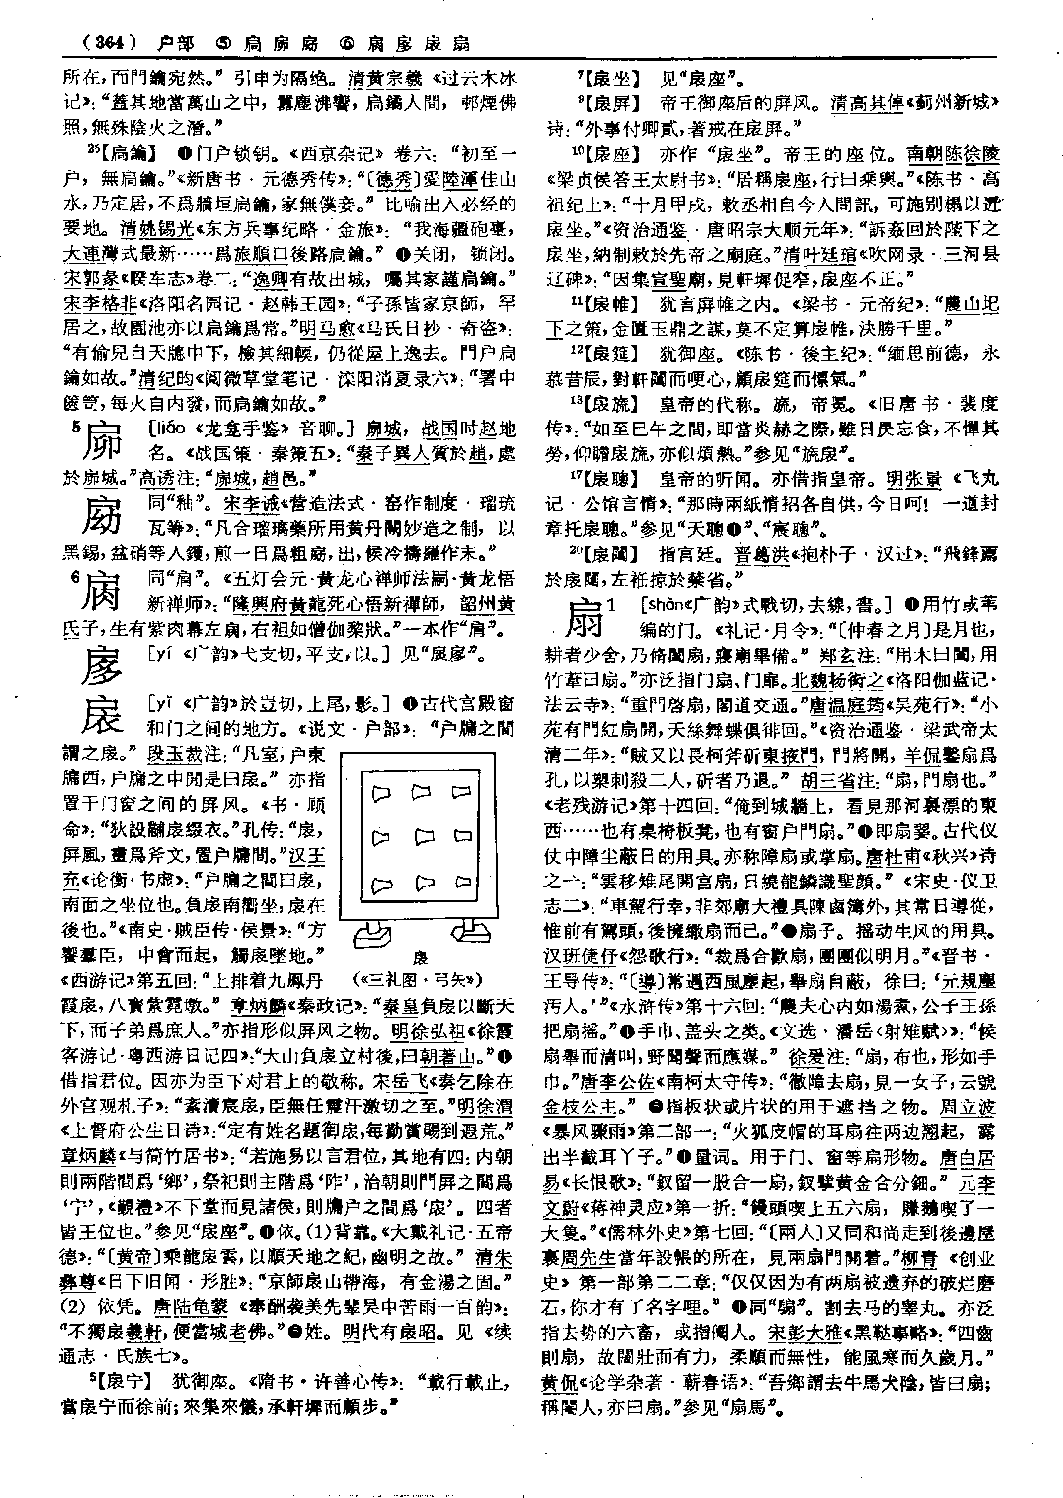 （364） 户部 ⑤ 扃 戼 㓜 ⑥ 扄 扅 扆 扇
所在，而門鑰宛然。”引申为隔绝。清黄宗羲《过云木冰
记》：“蓋其地當萬山之中，囂塵沸響，扃鐍人間，邨煙佛
照，無殊陰火之潛。”
25【扃鑰】 ❶门户锁钥。《西京杂记》卷六：“初至一
户，無扃鑰。”《新唐书·元德秀传》：“〔德秀〕愛陸渾佳山
水，乃定居，不爲牆垣扃鑰，家無僕妾。”比喻出入必经的
要地。清姚锡光《东方兵事纪略·金旅》：“我海疆砲臺，
大連灣式最新……爲旅順口後路扃鑰。”❷关闭，锁闭。
宋郭彖《睽车志》卷二：“逸卿有故出城，囑其家謹扃鑰。”
宋李格非《洛阳名园记·赵韩王园》：“子孫皆家京師，罕
居之，故園池亦以扃鑰爲常。”明马愈《马氏日抄·奇盗》：
“有偷兒白天牕中下，檢其細輭，仍從屋上逸去。門户扃
鑰如故。”清纪昀《阅微草堂笔记·滦阳消夏录六》：“署中
篋笥，每火自内發，而扃鑰如故。”
5 [liáo《龙龛手鉴》音聊。] 城，战国时赵地
名。《战国策·秦策五》：“秦子異人質於趙，處
於城。”高诱注：“城，趙邑。”
同“釉”。宋李诫《营造法式·窑作制度·瑠琉
瓦等》：“凡合瑠璃藥所用黄丹闕炒造之制，以
黑錫，盆硝等入鑊，煎一日爲粗，出，候冷擣羅作末。”
6 同“肩”。《五灯会元·黄龙心禅师法嗣·黄龙悟
新禅师》：“隆興府黄龍死心悟新禪師，韶州黄
氏子，生有紫肉幕左，右袒如僧伽黎狀。”一本作“肩”。
扅 [yí《广韵》弋支切，平支，以。] 见“扊扅”。
扆 [yǐ《广韵》於豈切，上尾，影。] ❶古代宫殿窗
和门之间的地方。《说文·户部》：“户牖之間
謂之扆。”段玉裁注：“凡室，户東
牖西，户牖之中間是曰扆。”亦指
置于门窗之间的屏风。《书·顾
命》：“狄設黼扆綴衣。”孔传：“扆，
屏風，畫爲斧文，置户牖間。”汉王
充《论衡·书虚》：“户牖之間曰扆，
南面之坐位也。負扆南嚮坐，扆在
後也。”《南史·贼臣传·侯景》：“方
饗羣臣，中會而起，觸扆墜地。”
《西游记》第五回：“上排着九鳳丹
扆
（《三礼图·弓矢》）
霞扆，八寳紫霓墩。”章炳麟《秦政记》：“秦皇負扆以斷天
下，而子弟爲庶人。”亦指形似屏风之物。明徐弘祖《徐霞
客游记·粤西游日记四》：“大山負扆立村後，曰朝著山。”❷
借指君位。因亦为臣下对君上的敬称。宋岳飞《奏乞除在
外宫观札子》：“紊瀆宸扆，臣無任震汗激切之至。”明徐渭
《上督府公生日诗》：“定有姓名題御扆，每勤賞賜到遐荒。”
章炳麟《与简竹居书》：“若施易以言君位，其地有四：内朝
則兩階間爲‘鄉’，祭祀則主階爲‘阼’，治朝則門屏之間爲
‘宁’，《覲禮》不下堂而見諸侯，則牖户之間爲‘扆’。四者
皆王位也。”参见“扆座”。❸依。(1)背靠。《大戴礼记·五帝
德》：“〔黄帝〕乘龍扆雲，以順天地之紀，幽明之故。”清朱
彝尊《日下旧闻·形胜》：“京師扆山帶海，有金湯之固。”
(2) 依凭。唐陆龟蒙《奉酬袭美先辈吴中苦雨一百韵》：
“不獨扆羲軒，便當城老佛。”❹姓。明代有扆昭。见《续
通志·氏族七》。
5【扆宁】 犹御座。《隋书·许善心传》：“載行載止，
當扆宁而徐前；來集來儀，承軒墀而顧步。”
7【扆坐】 见“扆座”。
9【扆屏】 帝王御座后的屏风。清高其倬《蓟州新城》
诗：“外事付卿貳，著戒在扆屏。”
10【扆座】 亦作“扆坐”。帝王的座位。南朝陈徐陵
《梁贞侯答王太尉书》：“居稱扆座，行曰乘輿。”《陈书·高
祖纪上》：“十月甲戌，敕丞相自今入問訊，可施别榻以近
扆坐。”《资治通鉴·唐昭宗大顺元年》：“訴姦回於陛下之
扆坐，納制敕於先帝之廟庭。”清叶廷琯《吹网录·三河县
辽碑》：“因集宣聖廟，見軒墀促窄，扆座不正。”
11【扆帷】 犹言屏帷之内。《梁书·元帝纪》：“農山圯
下之策，金匱玉鼎之謀，莫不定算扆帷，決勝千里。”
12【扆筵】 犹御座。《陈书·後主纪》：“緬思前德，永
慕昔辰，對軒闥而哽心，顧扆筵而慓氣。”
13【扆旒】 皇帝的代称。旒，帝冕。《旧唐书·裴度
传》：“如至巳午之間，即當炎赫之際，雖日昃忘食，不憚其
勞，仰瞻扆旒，亦似煩熱。”参见“旒扆”。
17【扆聰】 皇帝的听闻。亦借指皇帝。明张景《飞丸
记·公馆言情》：“那時兩紙情招各自供，今日呵！一道封
章托扆聰。”参见“天聰❶”、“宸聰”。
20【扆闥】 指宫廷。晋葛洪《抱朴子·汉过》：“飛鋒薦
於扆闥，左衽掠於禁省。”
扇1 [shàn《广韵》式戰切，去線，書。] ❶用竹或苇
编的门。《礼记·月令》：“〔仲春之月〕是月也，
耕者少舍，乃脩闔扇，寢廟畢備。”郑玄注：“用木曰闔，用
竹葦曰扇。”亦泛指门扇、门扉。北魏杨衒之《洛阳伽蓝记·
法云寺》：“重門啓扇，閣道交通。”唐温庭筠《吴苑行》：“小
苑有門紅扇開，天絲舞蝶俱徘回。”《资治通鉴·梁武帝太
清二年》：“賊又以長柯斧斫東掖門，門將開，羊侃鑿扇爲
孔，以槊刺殺二人，斫者乃退。”胡三省注：“扇，門扇也。”
《老残游记》第十四回：“俺到城牆上，看見那河裏漂的東
西……也有桌椅板凳，也有窗户門扇。”❷即扇翣。古代仪
仗中障尘蔽日的用具。亦称障扇或掌扇。唐杜甫《秋兴》诗
之一：“雲移雉尾開宫扇，日繞龍鱗識聖顔。”《宋史·仪卫
志二》：“車駕行幸，非郊廟大禮具陳鹵簿外，其常日導從，
惟前有駕頭，後擁繖扇而已。”❸扇子。摇动生风的用具。
汉班倢伃《怨歌行》：“裁爲合歡扇，團團似明月。”《晋书·
王导传》：“〔導〕常遇西風塵起，舉扇自蔽，徐曰：‘元規塵
汚人。’”《水浒传》第十六回：“農夫心内如湯煮，公子王孫
把扇摇。”❹手巾、盖头之类。《文选·潘岳〈射雉赋〉》：“候
扇舉而清叫，野聞聲而應媒。”徐爰注：“扇，布也，形如手
巾。”唐李公佐《南柯太守传》：“徹障去扇，見一女子，云號
金枝公主。”❺指板状或片状的用于遮挡之物。周立波
《暴风骤雨》第二部一：“火狐皮帽的耳扇往两边翘起，露
出半截耳丫子。”❻量词。用于门、窗等扇形物。唐白居
易《长恨歌》：“釵留一股合一扇，釵擘黄金合分鈿。”元李
文蔚《蒋神灵应》第一折：“饅頭喫上五六扇，賺鵝喫了一
大隻。”《儒林外史》第七回：“〔兩人〕又同和尚走到後邊屋
裏周先生當年設帳的所在，見兩扇門開着。”柳青《创业
史》第一部第二二章：“仅仅因为有两扇被遗弃的破烂磨
石，你才有了名字哩。”❼同“騸”。割去马的睾丸。亦泛
指去势的六畜，或指阉人。宋彭大雅《黑鞑事略》：“四齒
則扇，故闊壯而有力，柔順而無性，能風寒而久歲月。”
黄侃《论学杂著·蕲春语》：“吾鄉謂去牛馬犬陰，皆曰扇；
稱閹人，亦曰扇。”参见“扇馬”。